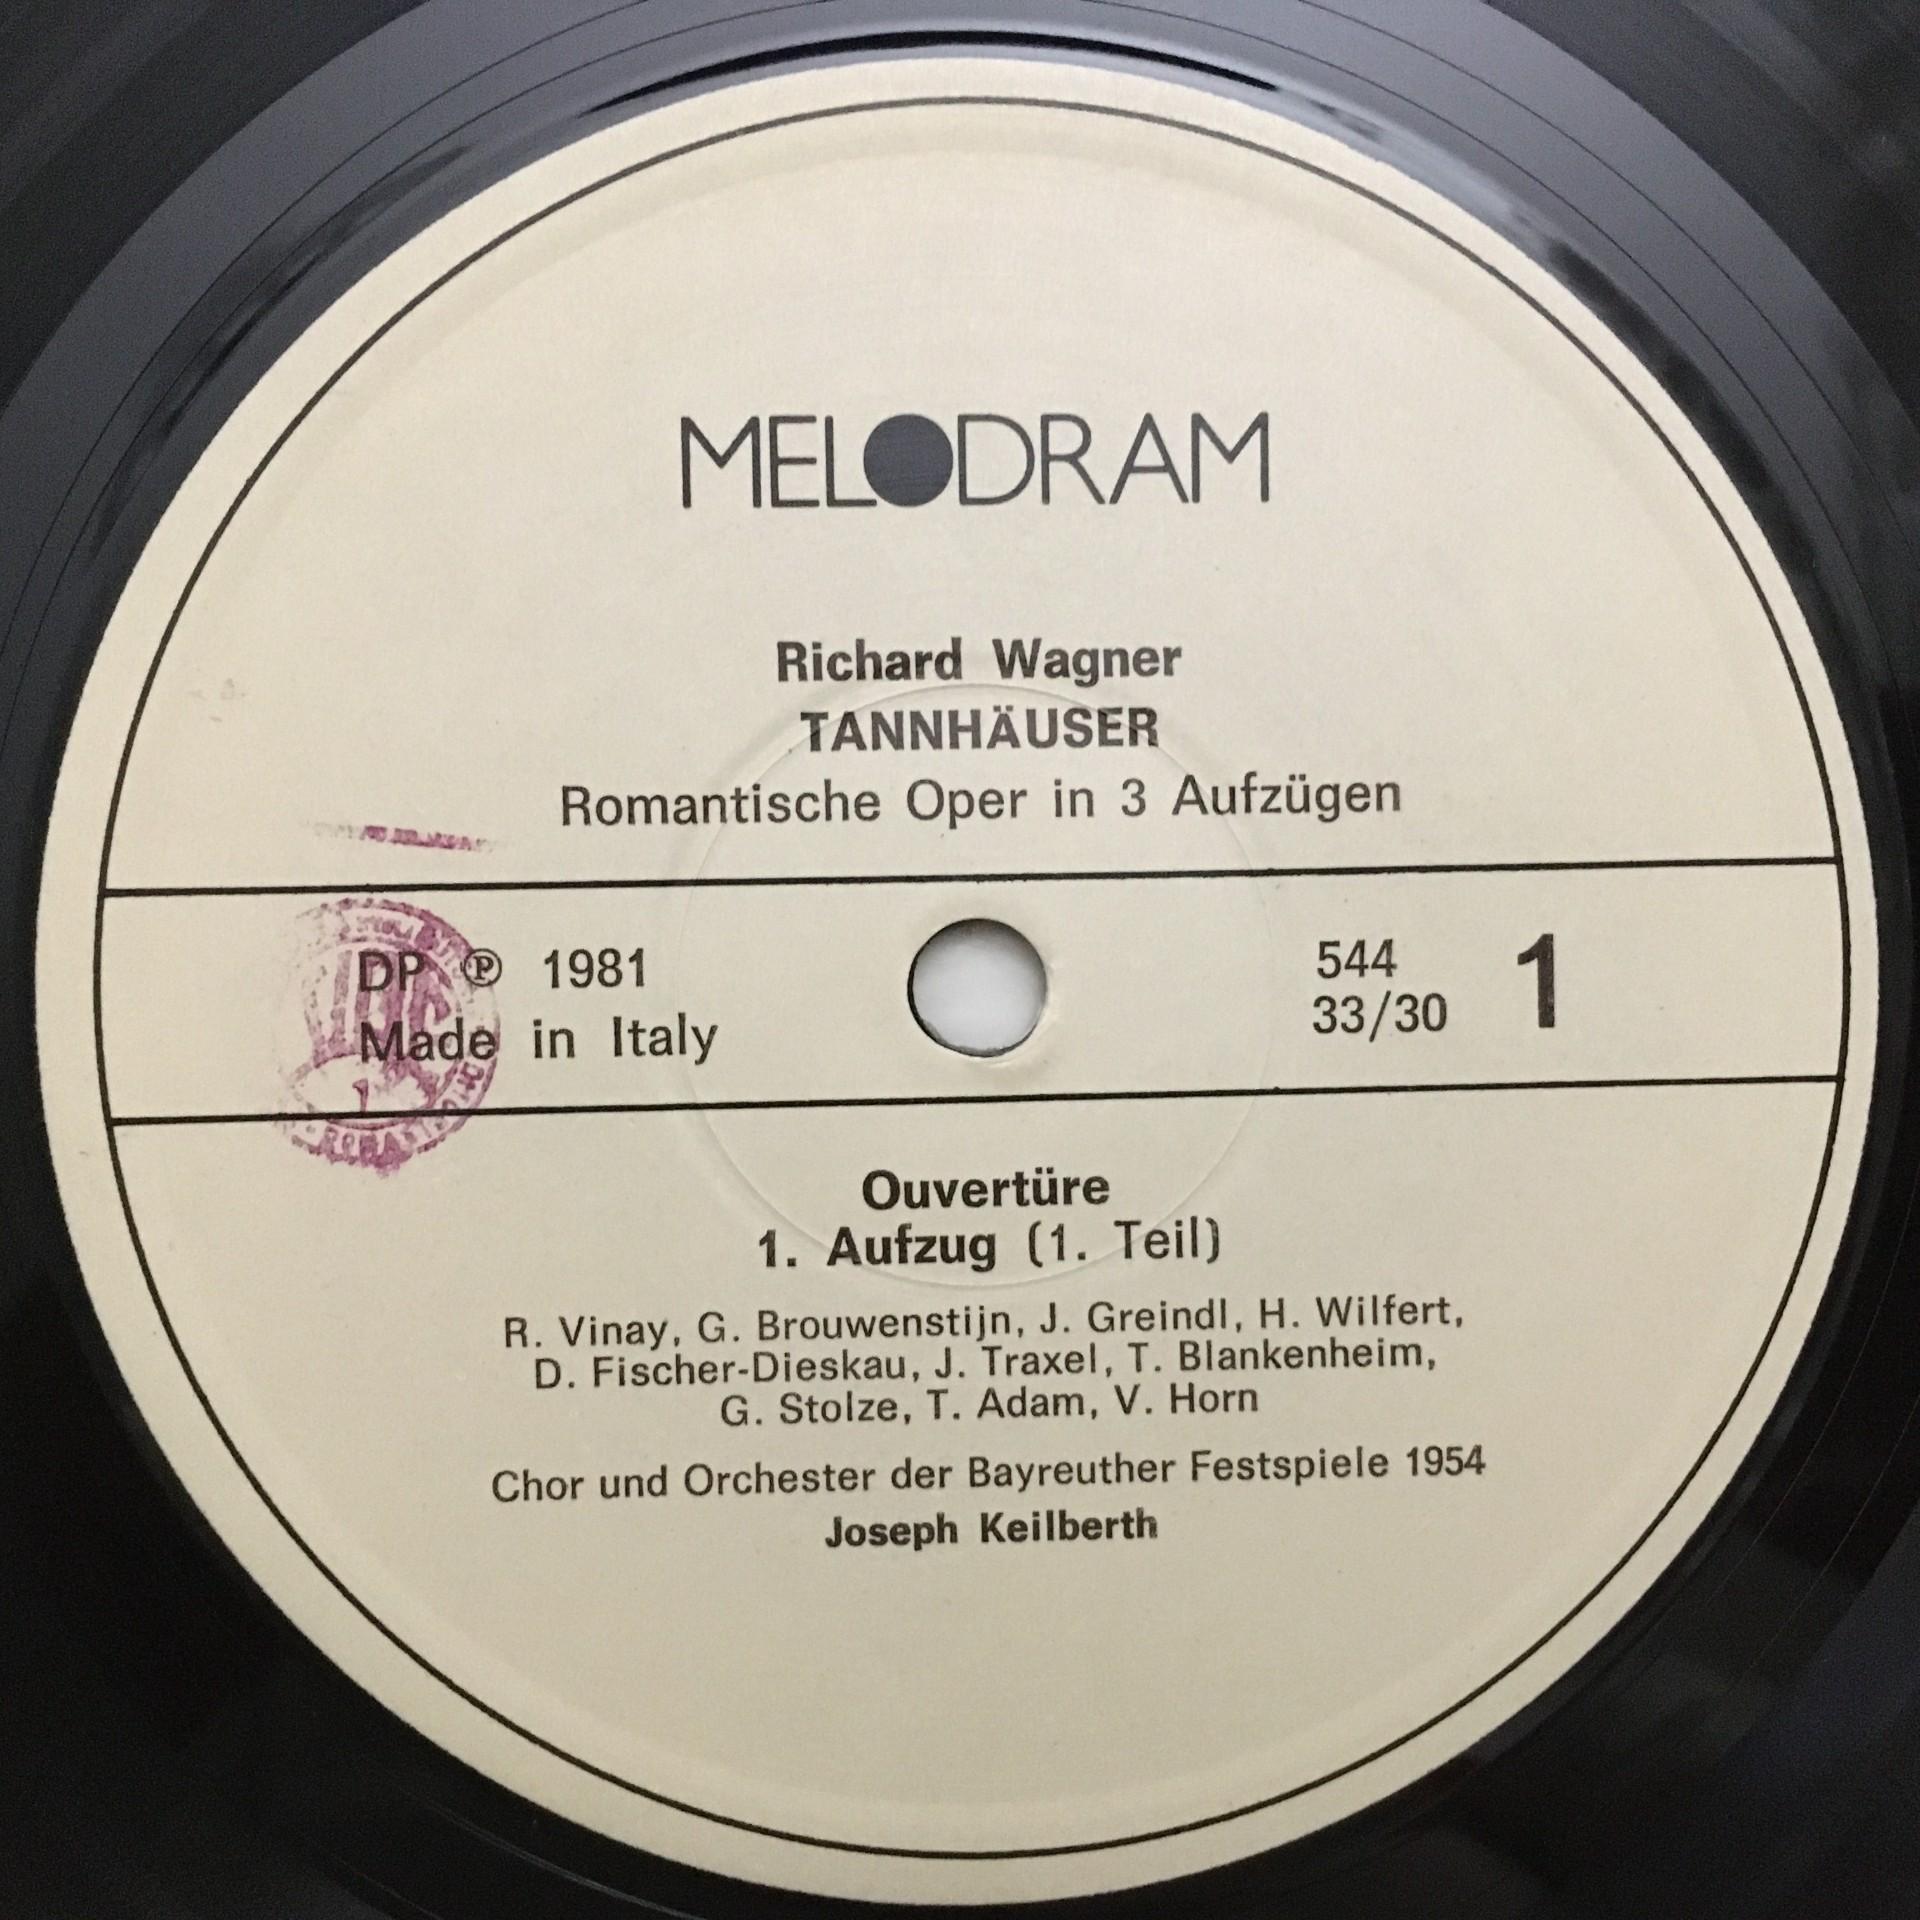 MELODRAM
Richard Wagner
TANNHÄUSER
Romantische Oper in 3 Aufzügen
DP ℗ 1981
Made in Italy
544
33/30
1
Ouvertüre
1. Aufzug (1. Teil)
R. Vinay, G. Brouwenstijn, J. Greindl, H. Wilfert,
D. Fischer-Dieskau, J. Traxel, T. Blankenheim,
G. Stolze, T. Adam, V. Horn
Chor und Orchester der Bayreuther Festspiele 1954
Joseph Keilberth